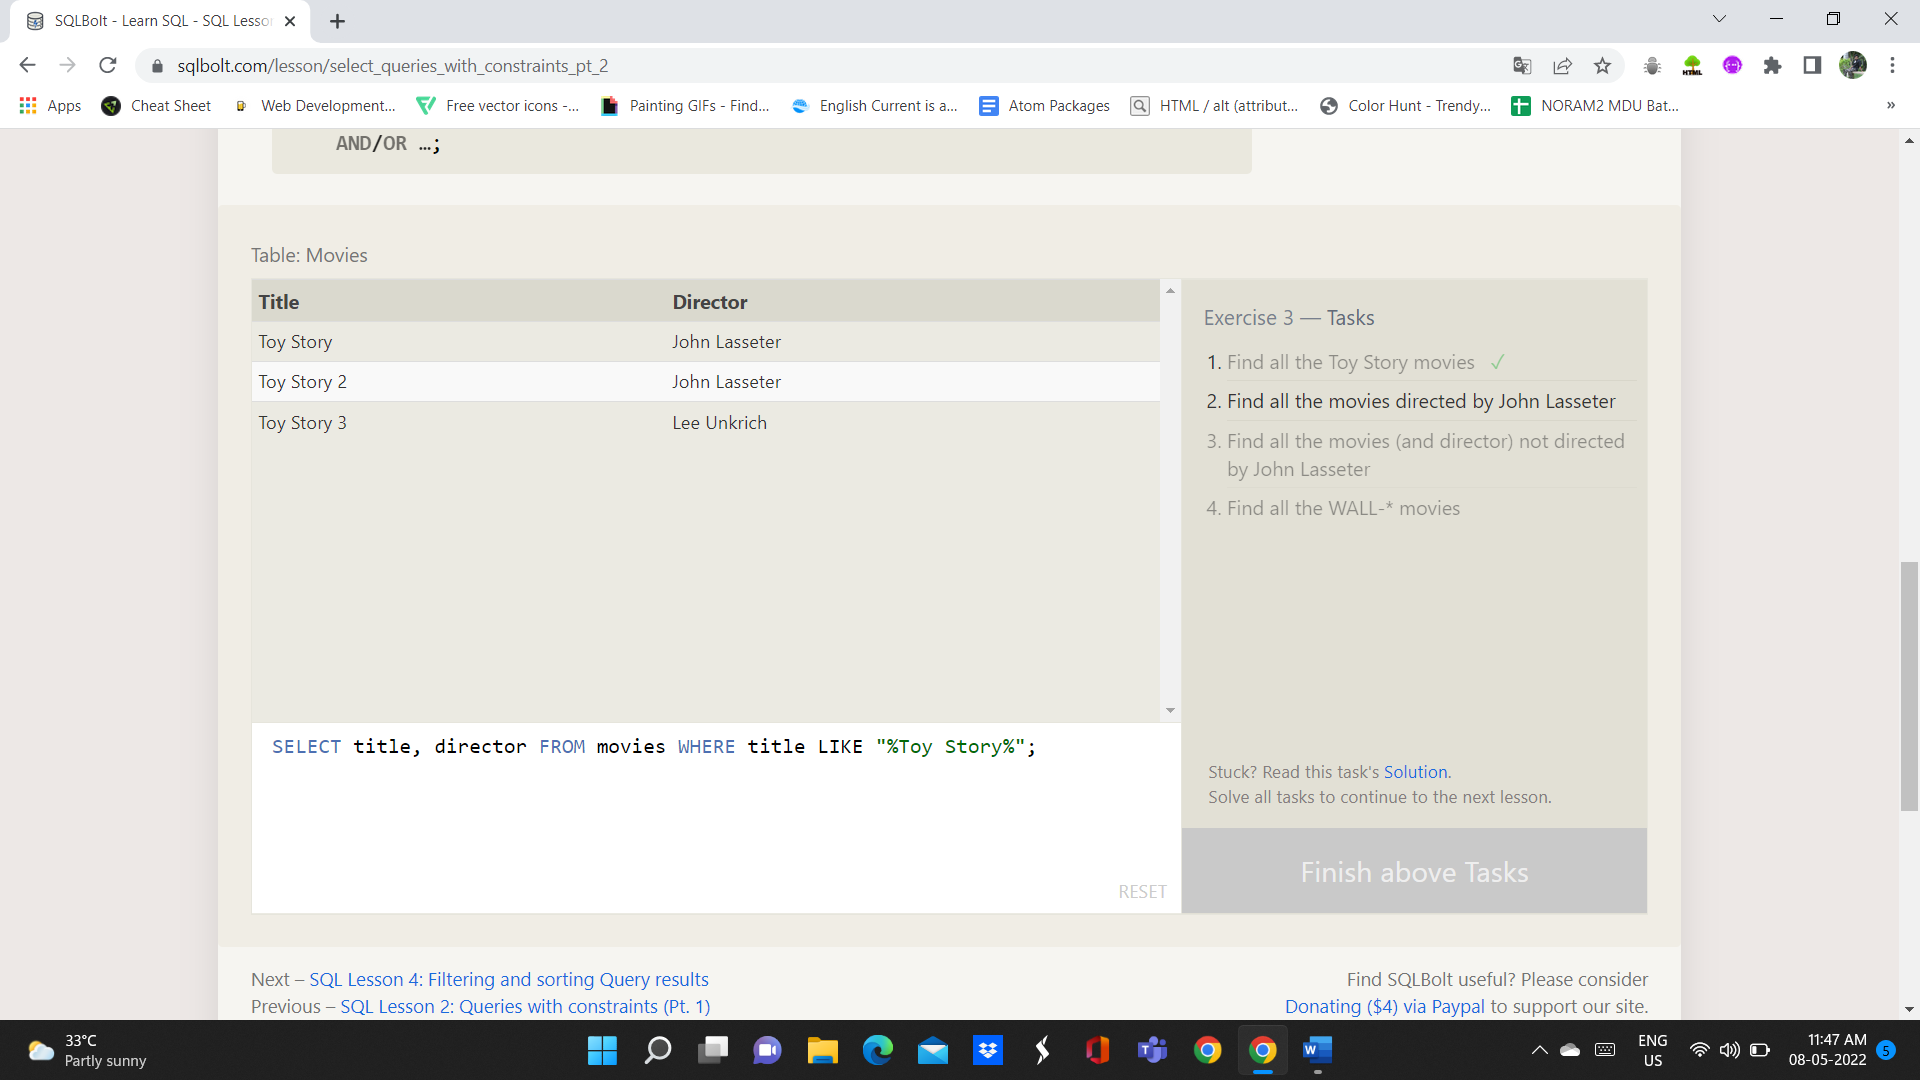 SQLBolt - Learn SQL - SQL Lesso
sqlbolt.com/lesson/select_queries_with_constraints_pt_2
Apps
Cheat Sheet
Web Development...
Free vector icons -...
Painting GIFs - Find...
English Current is a...
Atom Packages
HTML / alt (attribut...
Color Hunt - Trendy...
NORAM2 MDU Bat...
»
AND/OR …;
Table: Movies
Title Director
Toy Story John Lasseter
Toy Story 2 John Lasseter
Toy Story 3 Lee Unkrich
SELECT title, director FROM movies WHERE title LIKE "%Toy Story%";
RESET
Exercise 3 — Tasks
1. Find all the Toy Story movies ✓
2. Find all the movies directed by John Lasseter
3. Find all the movies (and director) not directed
by John Lasseter
4. Find all the WALL-* movies
Stuck? Read this task's Solution.
Solve all tasks to continue to the next lesson.
Finish above Tasks
Next – SQL Lesson 4: Filtering and sorting Query results
Previous – SQL Lesson 2: Queries with constraints (Pt. 1)
Find SQLBolt useful? Please consider
Donating ($4) via Paypal to support our site.
33°C
Partly sunny
ENG
US
11:47 AM
08-05-2022
5